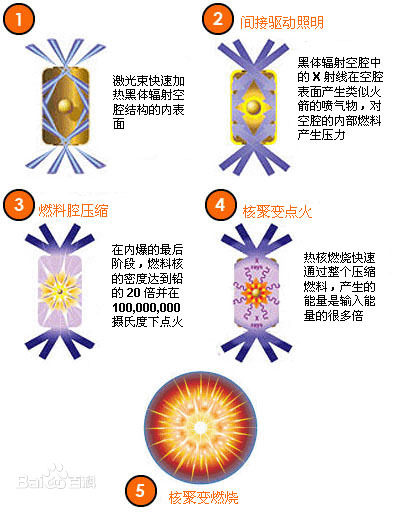 1
激光束快速加
热黑体辐射空
腔结构的内表
面
2
间接驱动照明
黑体辐射空腔中
的 X 射线在空腔
表面产生类似火
箭的喷气物，对
空腔的内部燃料
产生压力
3
燃料腔压缩
在内爆的最后
阶段，燃料核
的密度达到铅
的 20 倍并在
100,000,000
摄氏度下点火
4
核聚变点火
X
rays
X
rays
热核燃烧快速
通过整个压缩
燃料，产生的
能量是输入能
量的很多倍
5
核聚变燃烧
Bai百科